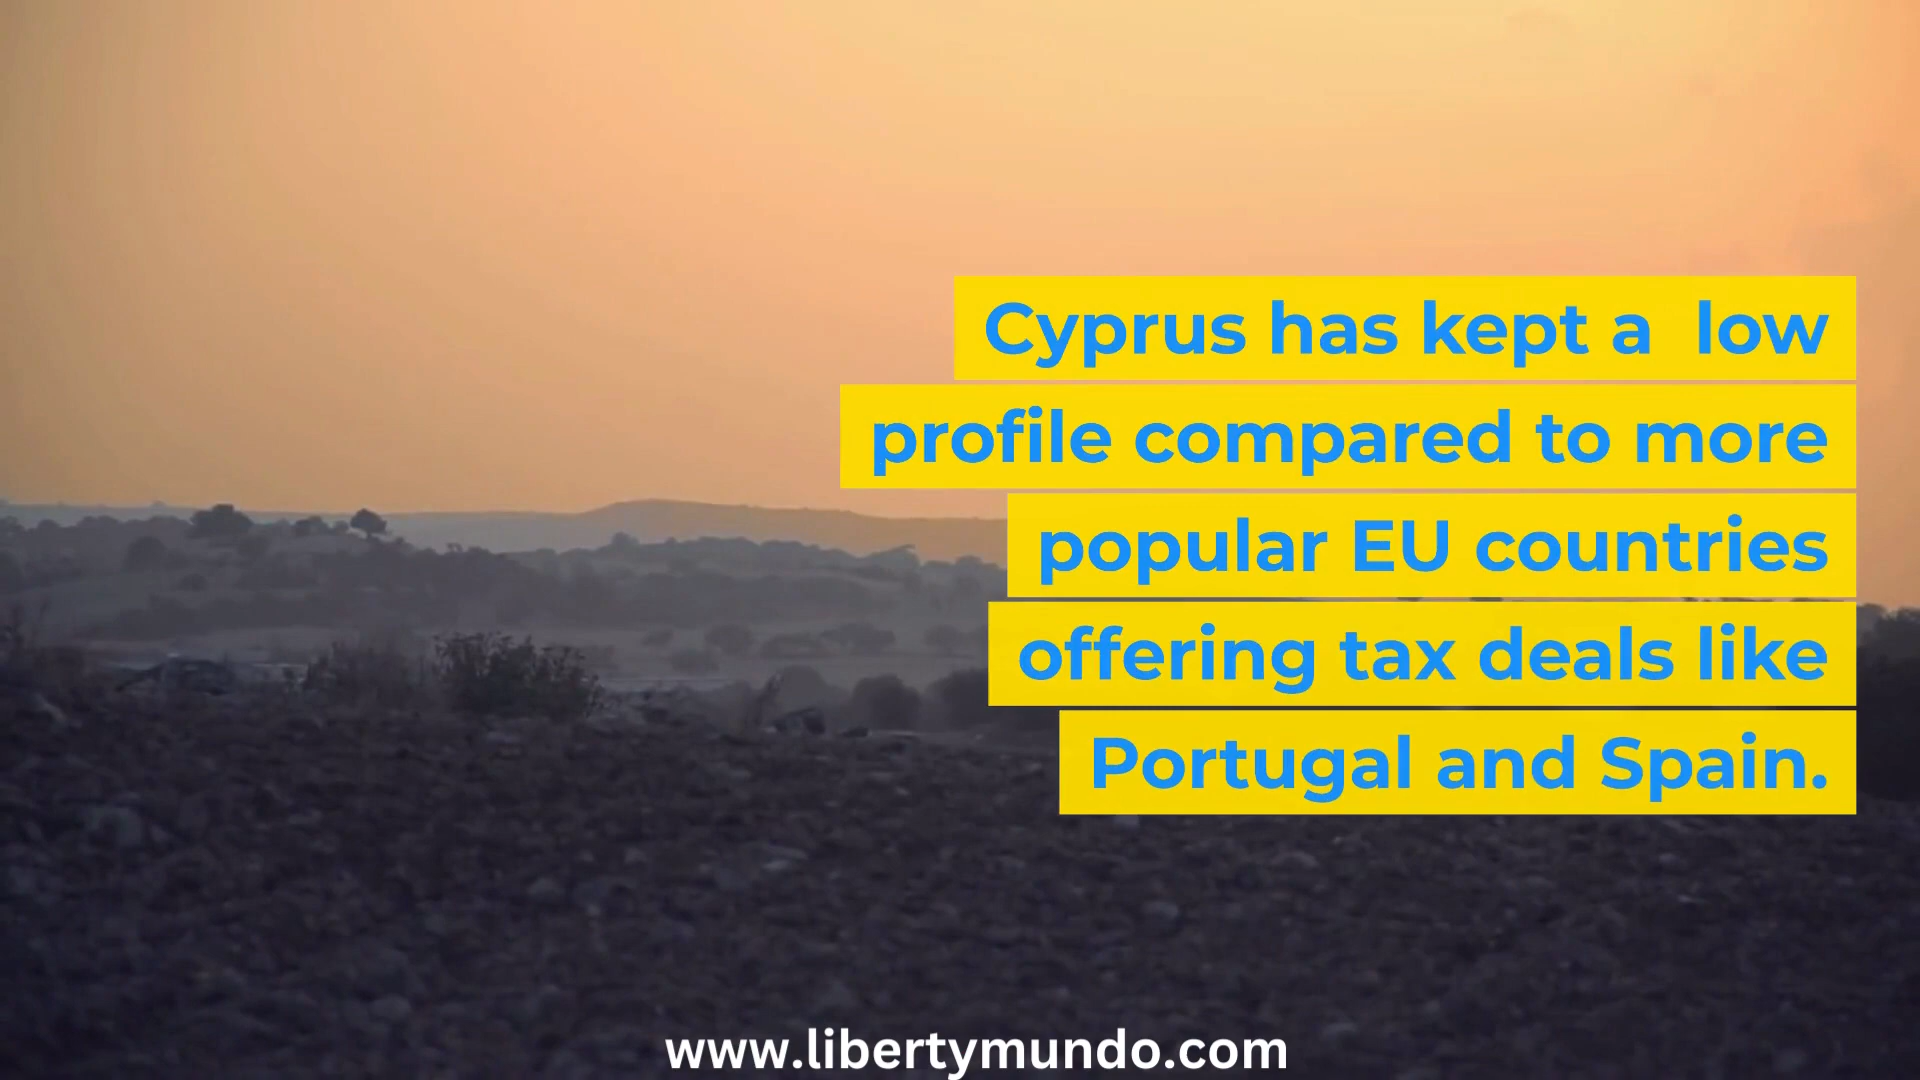 Cyprus has kept a  low
profile compared to more
popular EU countries
offering tax deals like
Portugal and Spain.
www.libertymundo.com